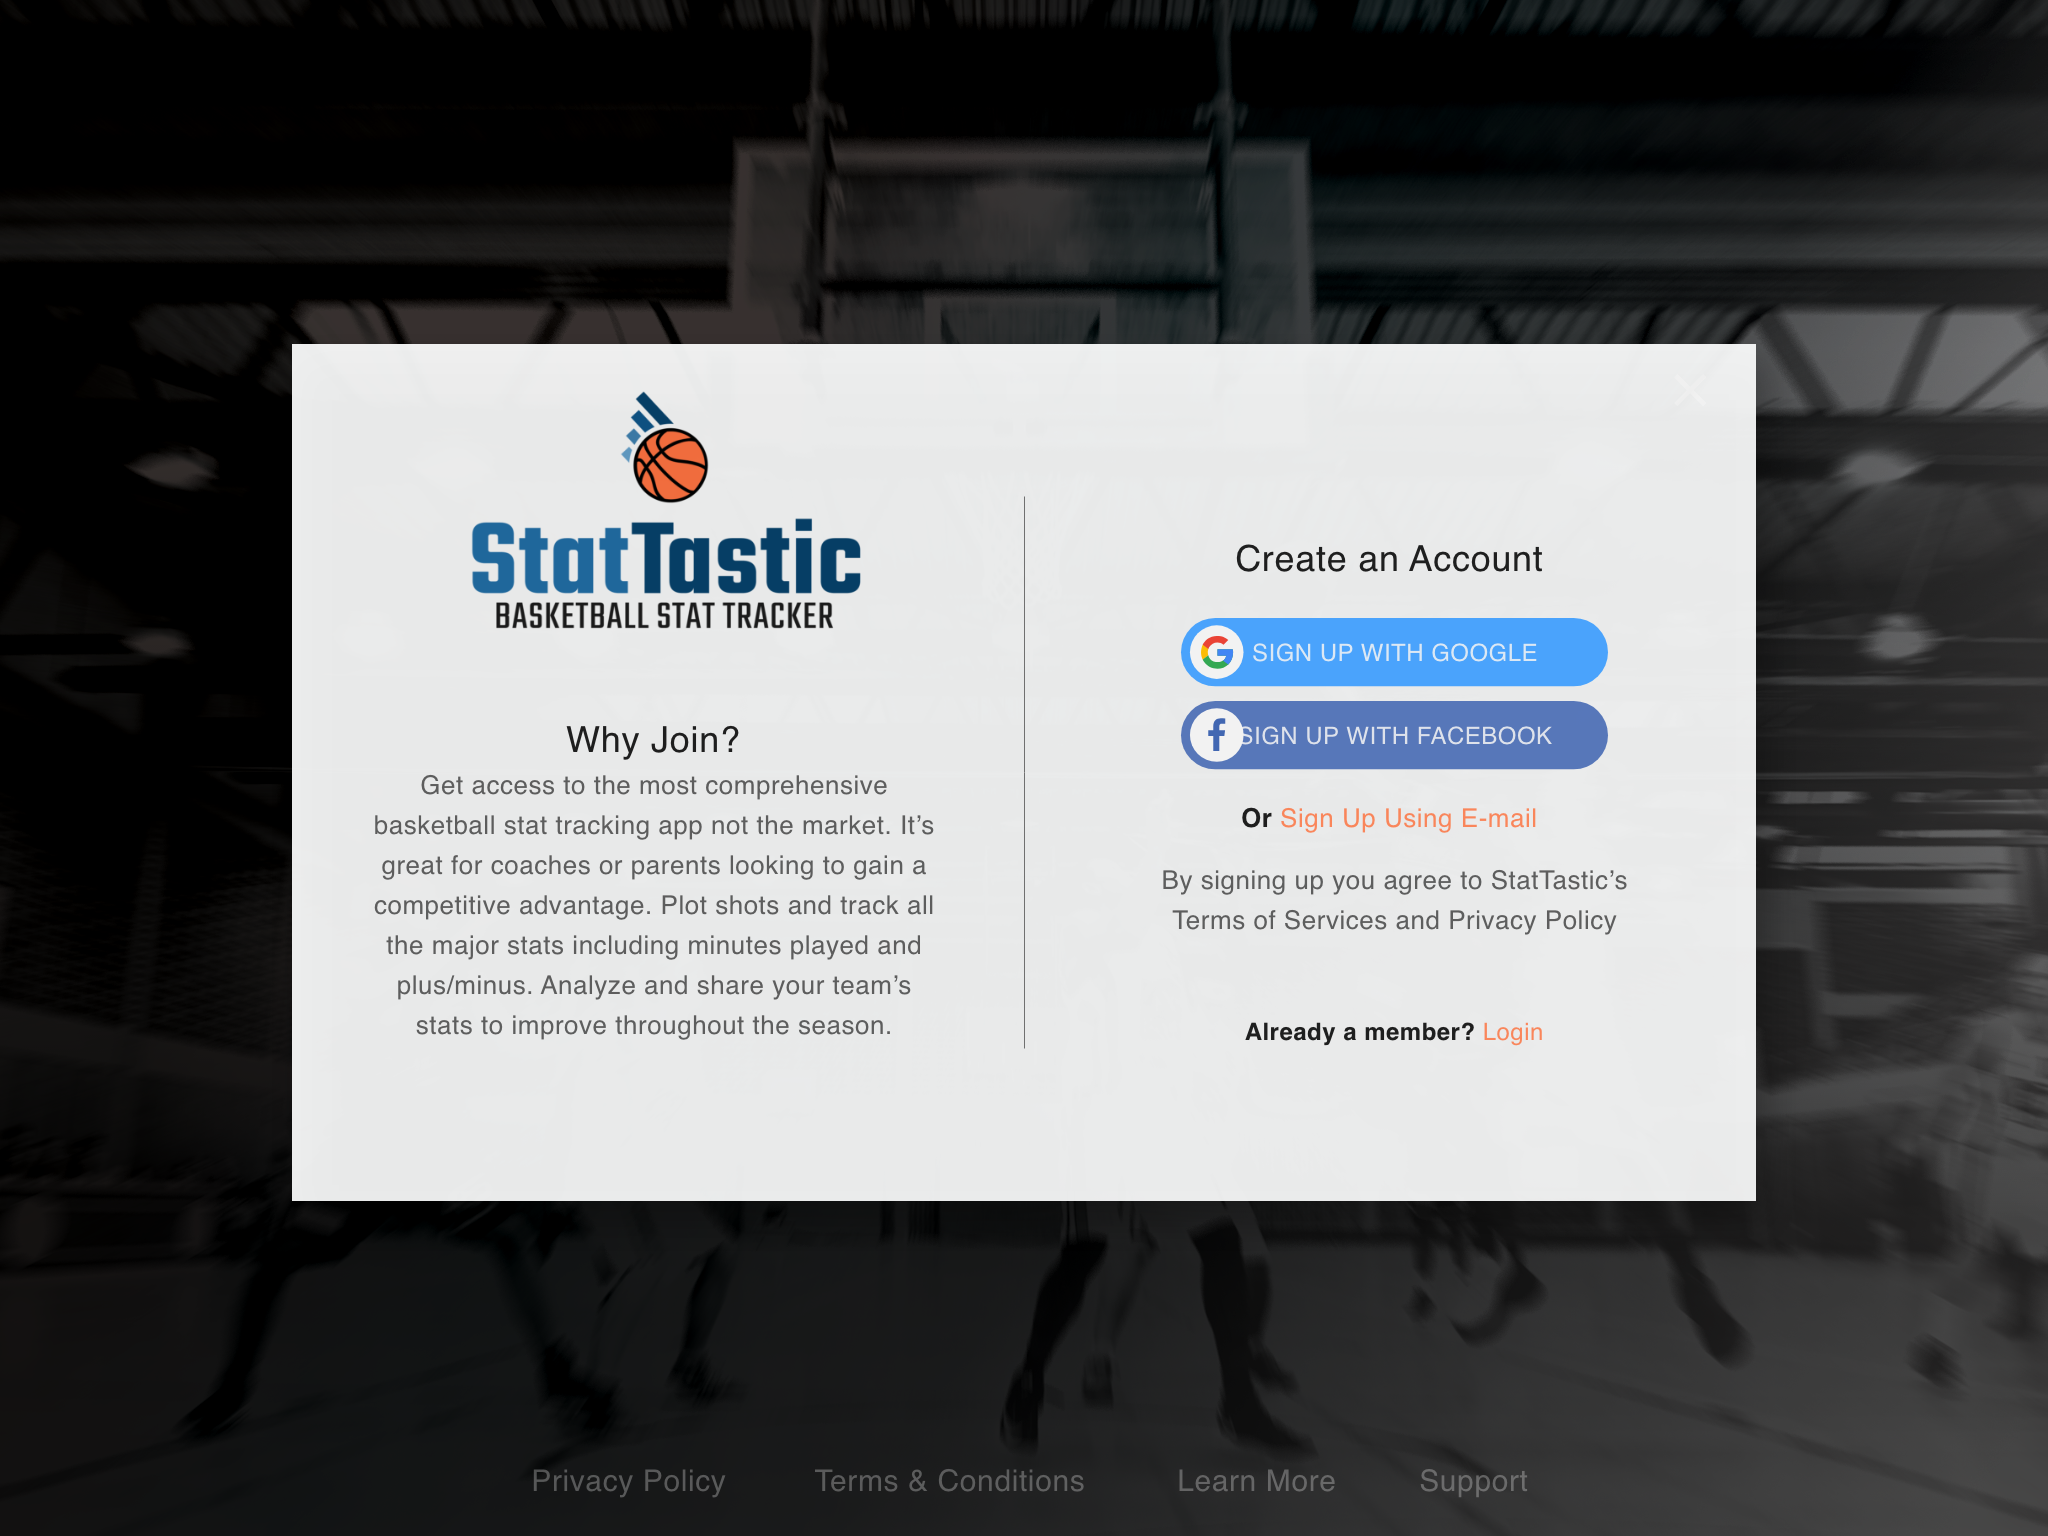 StatTastic
BASKETBALL STAT TRACKER
Why Join?
Get access to the most comprehensive
basketball stat tracking app not the market. It’s
great for coaches or parents looking to gain a
competitive advantage. Plot shots and track all
the major stats including minutes played and
plus/minus. Analyze and share your team’s
stats to improve throughout the season.
Create an Account
SIGN UP WITH GOOGLE
SIGN UP WITH FACEBOOK
Or Sign Up Using E-mail
By signing up you agree to StatTastic’s
Terms of Services and Privacy Policy
Already a member? Login
Privacy Policy
Terms & Conditions
Learn More
Support